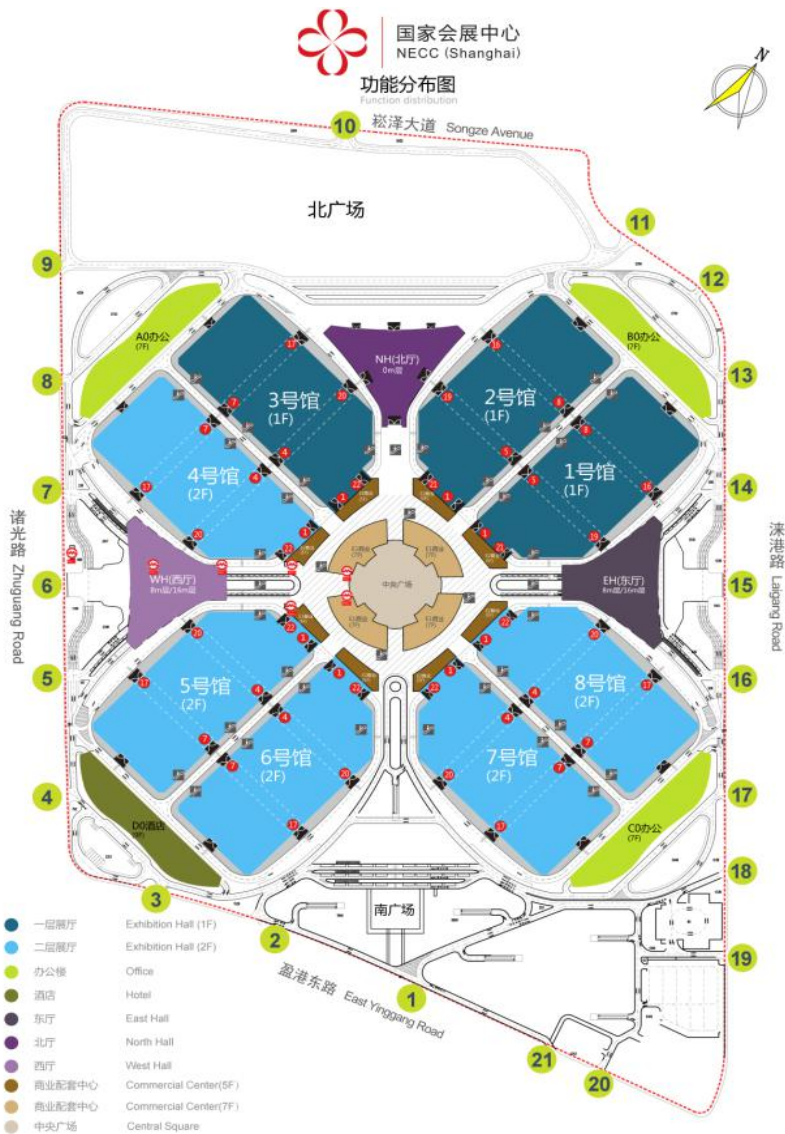 国家会展中心
NECC (Shanghai)
功能分布图
Function distribution
N
10
崧泽大道 Songze Avenue
北广场
11
9
12
A0办公
(7F)
B0办公
(7F)
NH(北厅)
0m层
8
13
3号馆
(1F)
2号馆
(1F)
4号馆
(2F)
1号馆
(1F)
7
14
诸光路 Zhuguang Road
涞港路 Laigang Road
WH(西厅)
8m层/16m层
中央广场
EH(东厅)
8m层/16m层
6
15
5
16
5号馆
(2F)
8号馆
(2F)
6号馆
(2F)
7号馆
(2F)
4
17
D0酒店
C0办公
(7F)
3
18
南广场
2
19
盈港东路 East Yinggang Road
1
21
20
一层展厅 Exhibition Hall (1F)
二层展厅 Exhibition Hall (2F)
办公楼 Office
酒店 Hotel
东厅 East Hall
北厅 North Hall
西厅 West Hall
商业配套中心 Commercial Center(5F)
商业配套中心 Commercial Center(7F)
中央广场 Central Square